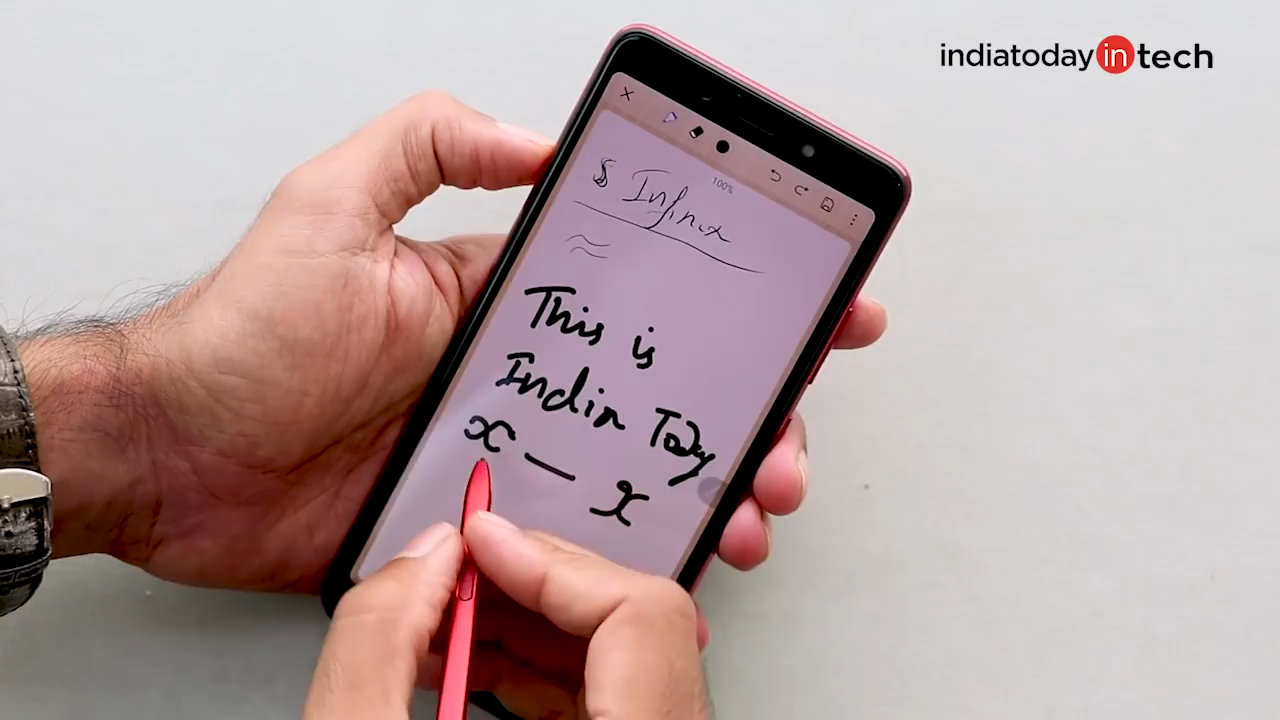 indiatoday in tech
100%
$ Infinix
This is
India Today
x — x